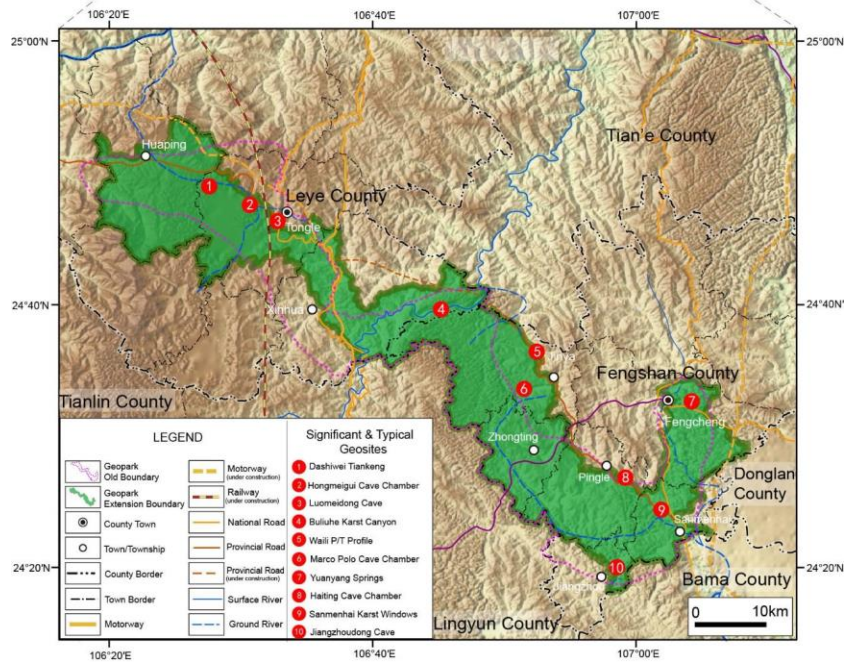 106°20'
106°40'
107°00'
25°00'N
25°00'N
Tian'e County
Huaping
Leye County
Tongle
24°40'N
24°40'N
Xinhua
Fengshan County
Tianlin County
Fengcheng
Zhongting
Pingle
Donglan
County
Sanmenhai
24°20'N
24°20'N
Bama County
Lingyun County
1
2
3
4
5
6
7
8
9
10
LEGEND
Geopark
Old Boundary
Geopark
Extension Boundary
County Town
Town/Township
County Border
Town Border
Motorway
Motorway
(under construction)
Railway
(under construction)
National Road
Provincial Road
Provincial Road
(under construction)
Surface River
Ground River
Significant & Typical
Geosites
1 Dashiwei Tiankeng
2 Hongmeigui Cave Chamber
3 Luomeidong Cave
4 Buliuhe Karst Canyon
5 Waili P/T Profile
6 Marco Polo Cave Chamber
7 Yuanyang Springs
8 Haiting Cave Chamber
9 Sanmenhai Karst Windows
10 Jiangzhoudong Cave
0 10km
106°20'
106°40'
107°00'